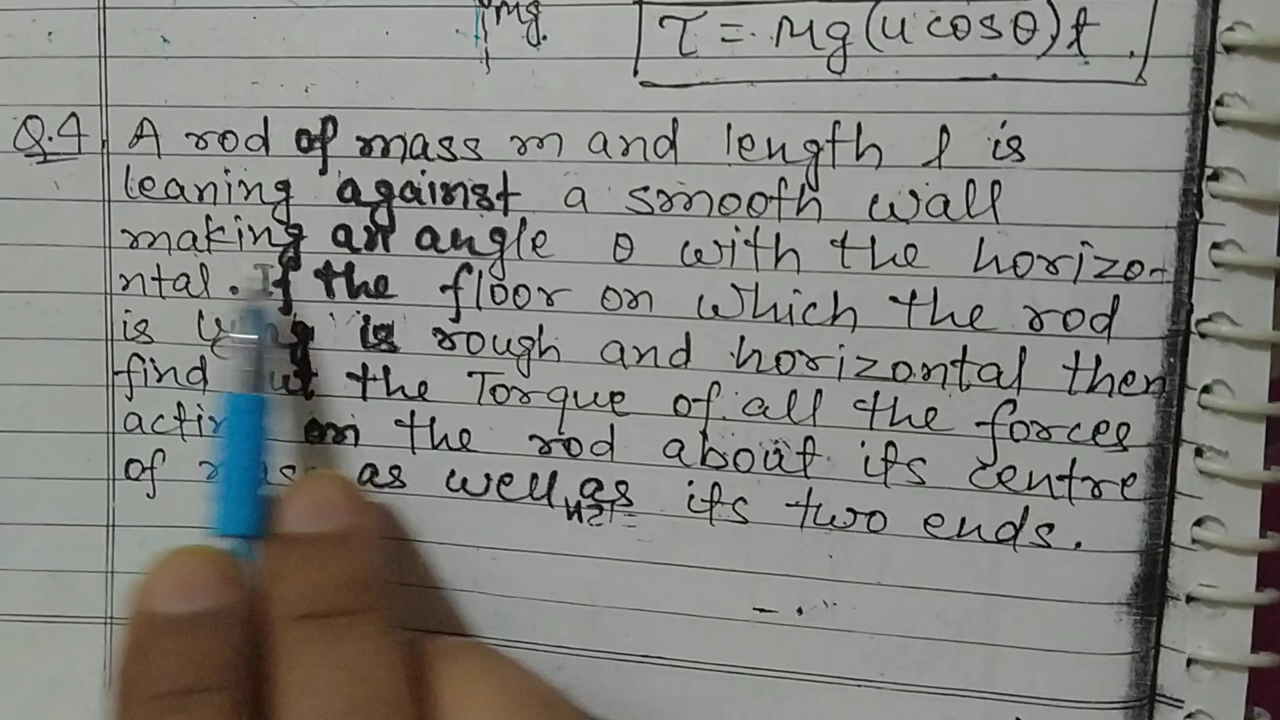 mg.
τ = Mg(u cosθ)t.
Q.4 A rod of mass m and length l is
leaning against a smooth wall
making an angle θ with the horizo-
ntal. If the floor on which the rod
is is rough and horizontal then
find the Torque of all the forces
on the rod about its centre
of as well as its two ends.